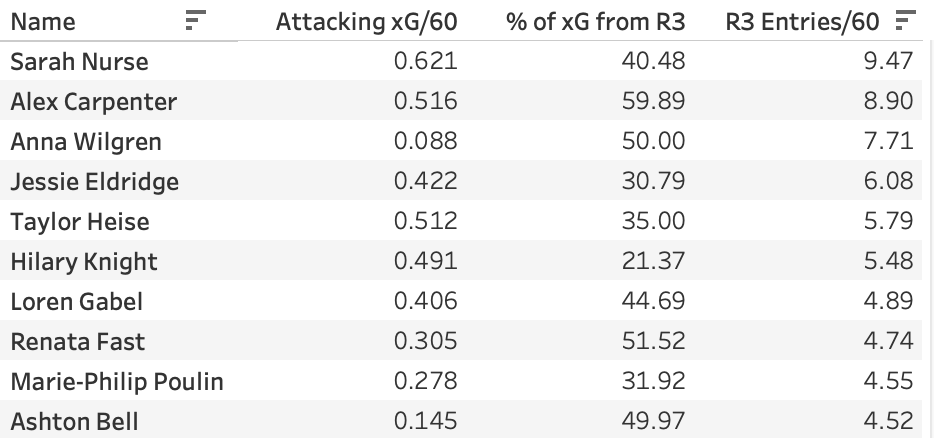 Name Attacking xG/60 % of xG from R3 R3 Entries/60
Sarah Nurse 0.621 40.48 9.47
Alex Carpenter 0.516 59.89 8.90
Anna Wilgren 0.088 50.00 7.71
Jessie Eldridge 0.422 30.79 6.08
Taylor Heise 0.512 35.00 5.79
Hilary Knight 0.491 21.37 5.48
Loren Gabel 0.406 44.69 4.89
Renata Fast 0.305 51.52 4.74
Marie-Philip Poulin 0.278 31.92 4.55
Ashton Bell 0.145 49.97 4.52